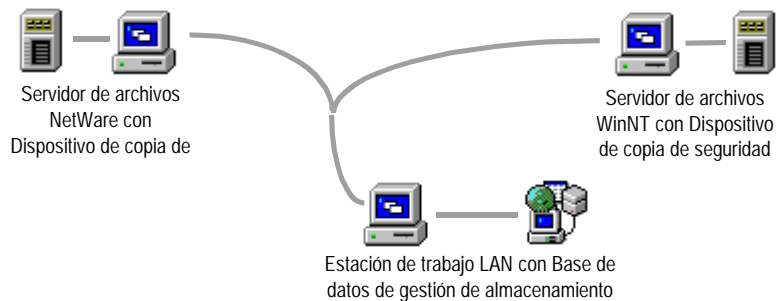 Servidor de archivos
NetWare con
Dispositivo de copia de
Servidor de archivos
WinNT con Dispositivo
de copia de seguridad
Estación de trabajo LAN con Base de
datos de gestión de almacenamiento